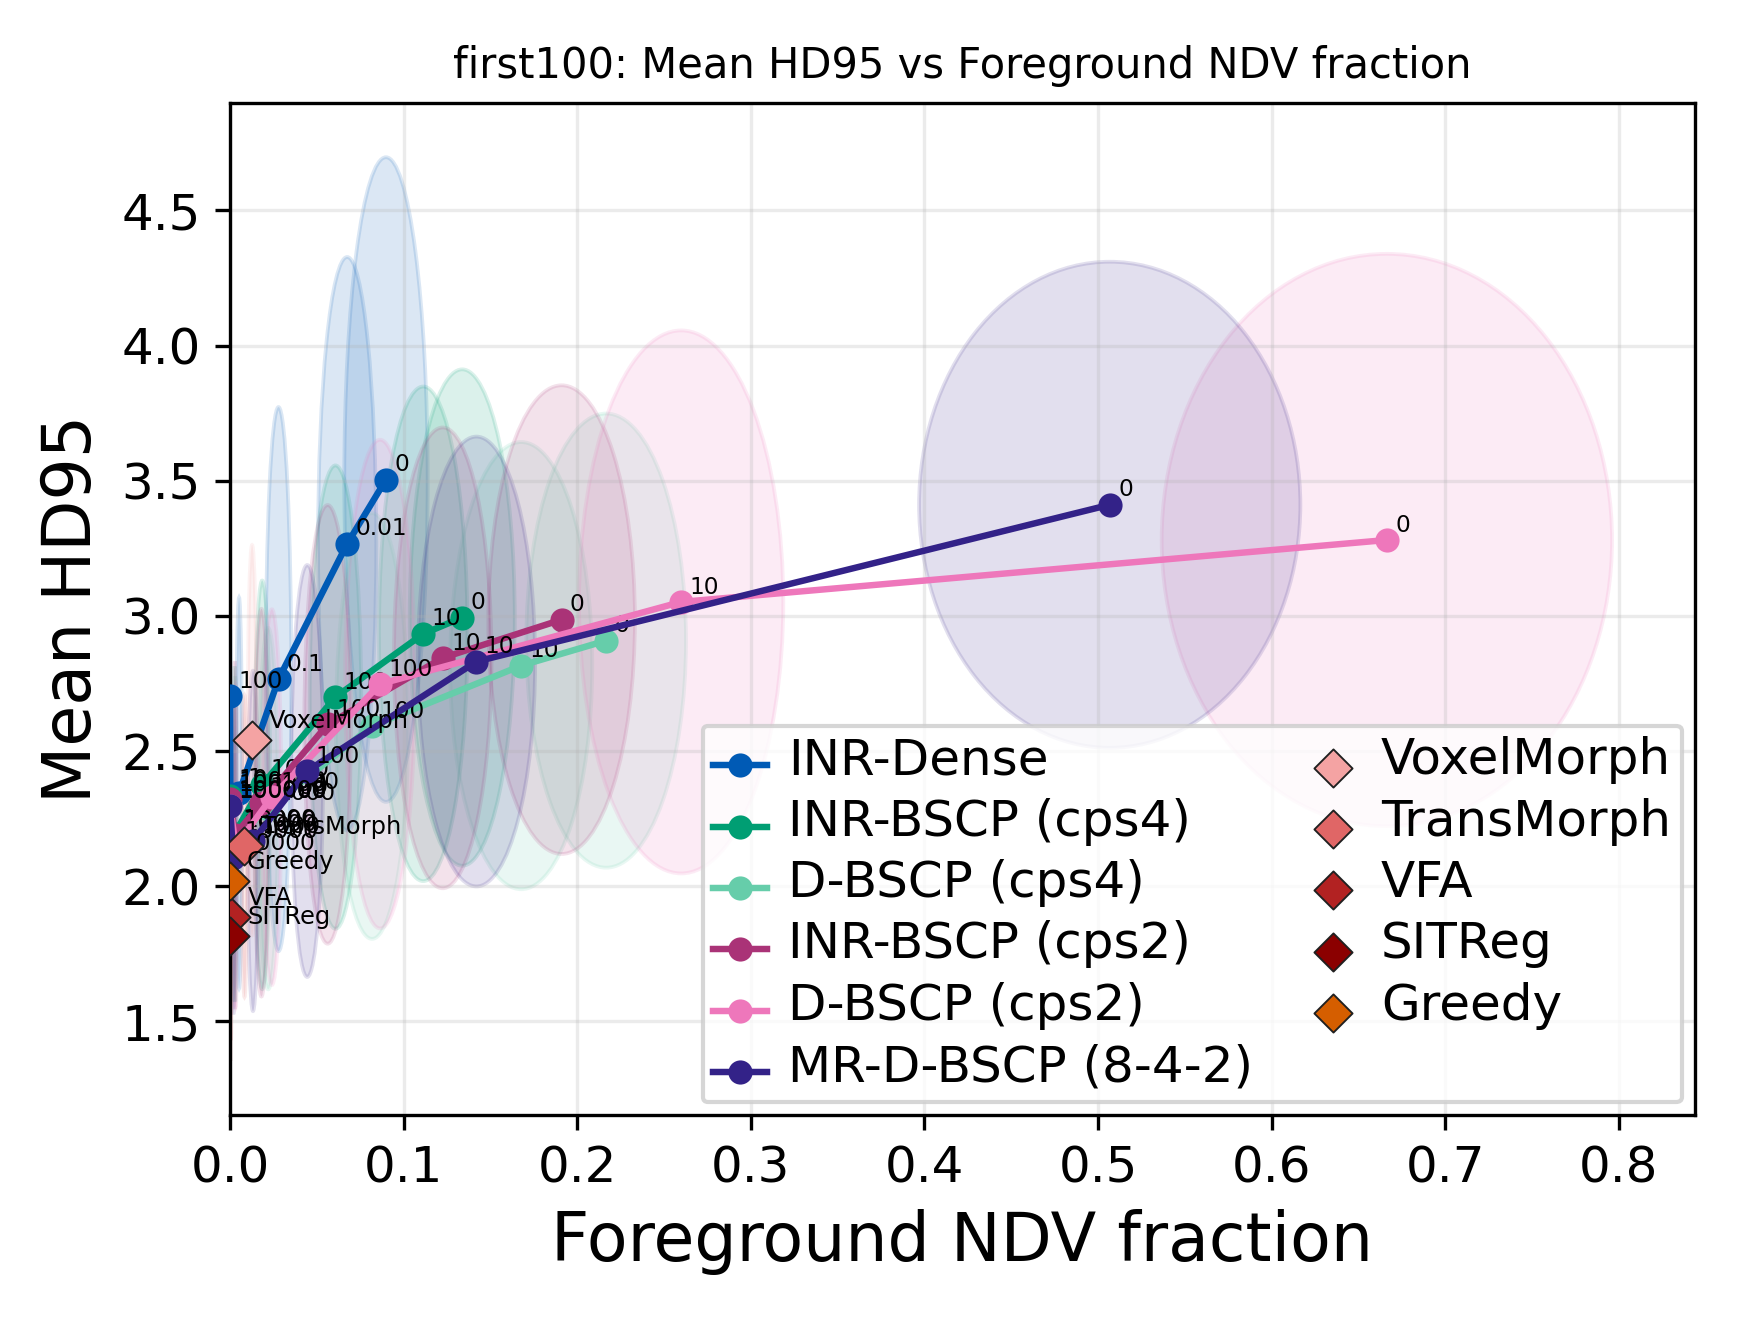 first100: Mean HD95 vs Foreground NDV fraction
Mean HD95
4.5
4.0
3.5
3.0
2.5
2.0
1.5
0
0.01
0.1
100
0
10
0
10
10
10
0
0
10
100
100
100
VoxelMorph
TransMorph
Greedy
VFA
SITReg
INR-Dense
INR-BSCP (cps4)
D-BSCP (cps4)
INR-BSCP (cps2)
D-BSCP (cps2)
MR-D-BSCP (8-4-2)
VoxelMorph
TransMorph
VFA
SITReg
Greedy
0.0 0.1 0.2 0.3 0.4 0.5 0.6 0.7 0.8
Foreground NDV fraction